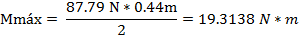 Mmáx = 87.79 N * 0.44m / 2 = 19.3138 N * m